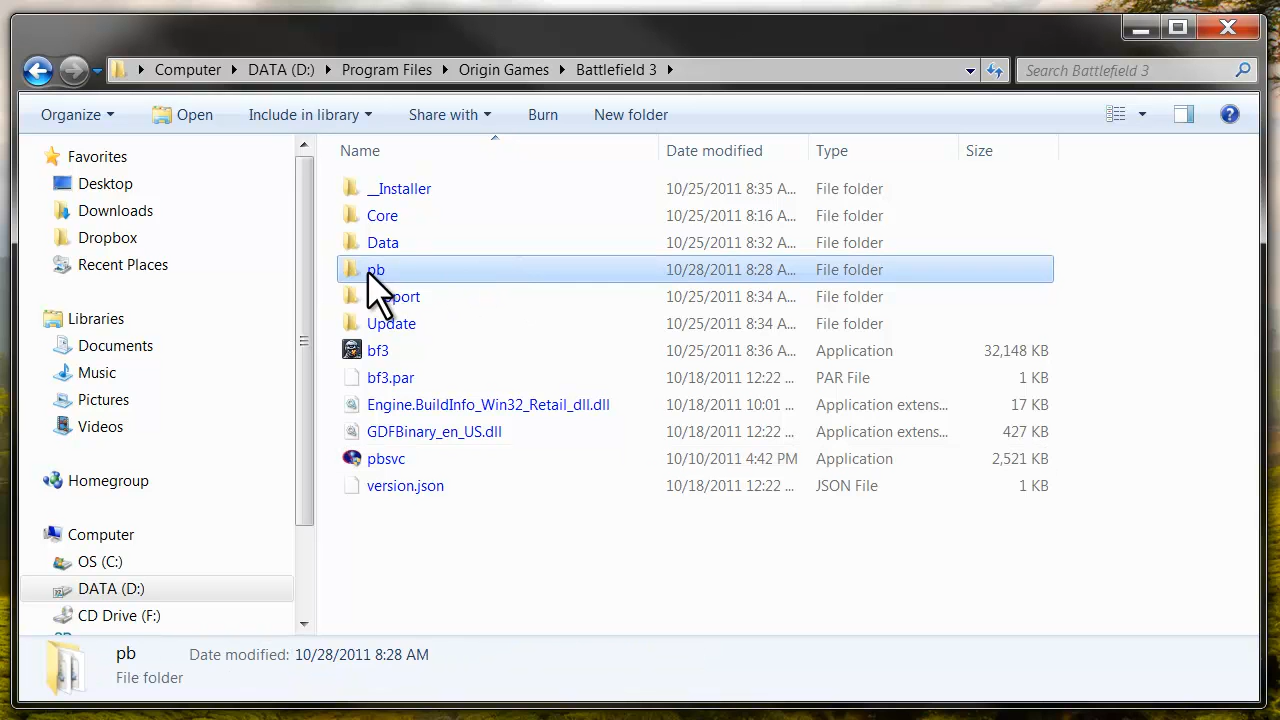 Computer DATA (D:) Program Files Origin Games Battlefield 3 Search Battlefield 3
Organize Open Include in library Share with Burn New folder
Favorites
Desktop
Downloads
Dropbox
Recent Places
Libraries
Documents
Music
Pictures
Videos
Homegroup
Computer
OS (C:)
DATA (D:)
CD Drive (F:)
Name Date modified Type Size
__Installer 10/25/2011 8:35 A... File folder
Core 10/25/2011 8:16 A... File folder
Data 10/25/2011 8:32 A... File folder
pb 10/28/2011 8:28 A... File folder
10/25/2011 8:34 A... File folder
Update 10/25/2011 8:34 A... File folder
bf3 10/25/2011 8:36 A... Application 32,148 KB
bf3.par 10/18/2011 12:22 ... PAR File 1 KB
Engine.BuildInfo_Win32_Retail_dll.dll 10/18/2011 10:01 ... Application extens... 17 KB
GDFBinary_en_US.dll 10/18/2011 12:22 ... Application extens... 427 KB
pbsvc 10/10/2011 4:42 PM Application 2,521 KB
version.json 10/18/2011 12:22 ... JSON File 1 KB
pb Date modified: 10/28/2011 8:28 AM
File folder